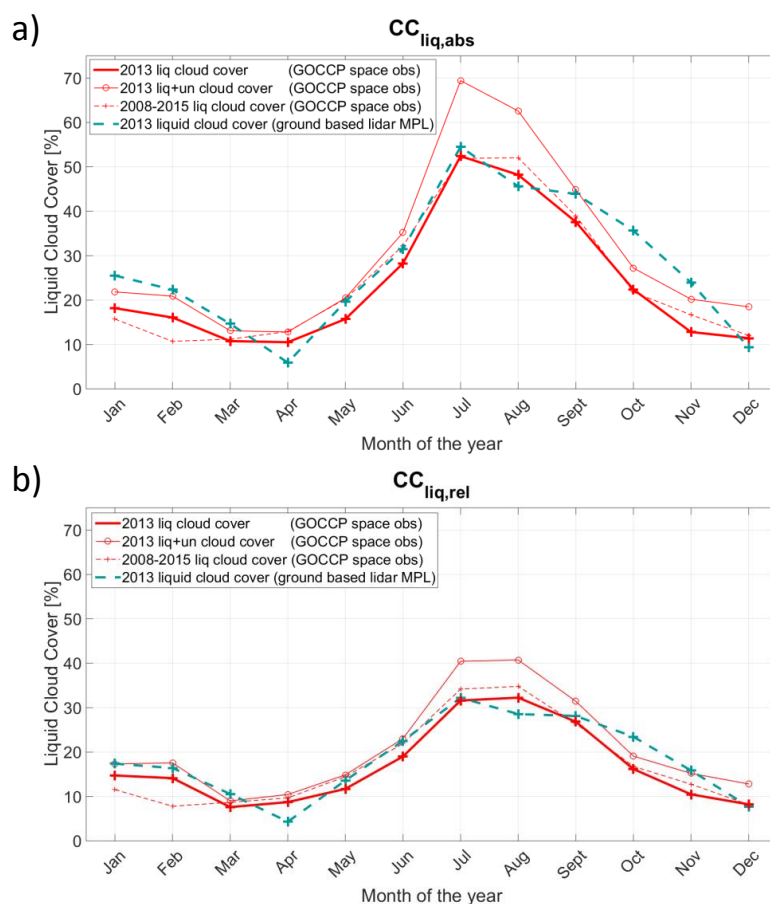 a)
CC_liq,abs
2013 liq cloud cover (GOCCP space obs)
2013 liq+un cloud cover (GOCCP space obs)
2008-2015 liq cloud cover (GOCCP space obs)
2013 liquid cloud cover (ground based lidar MPL)
Liquid Cloud Cover [%]
70
60
50
40
30
20
10
0
Jan Feb Mar Apr May Jun Jul Aug Sept Oct Nov Dec
Month of the year
b)
CC_liq,rel
2013 liq cloud cover (GOCCP space obs)
2013 liq+un cloud cover (GOCCP space obs)
2008-2015 liq cloud cover (GOCCP space obs)
2013 liquid cloud cover (ground based lidar MPL)
Liquid Cloud Cover [%]
70
60
50
40
30
20
10
0
Jan Feb Mar Apr May Jun Jul Aug Sept Oct Nov Dec
Month of the year